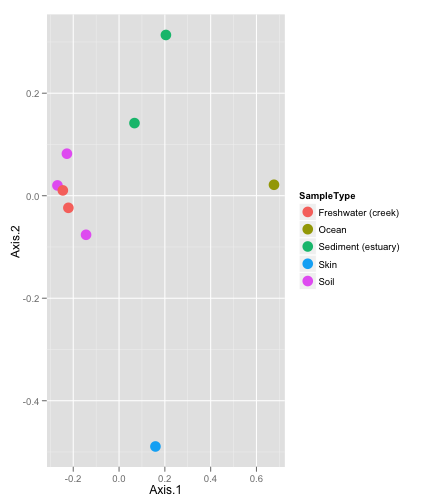 0.2
0.0
-0.2
-0.4
Axis.2
-0.2 0.0 0.2 0.4 0.6
Axis.1
SampleType
Freshwater (creek)
Ocean
Sediment (estuary)
Skin
Soil